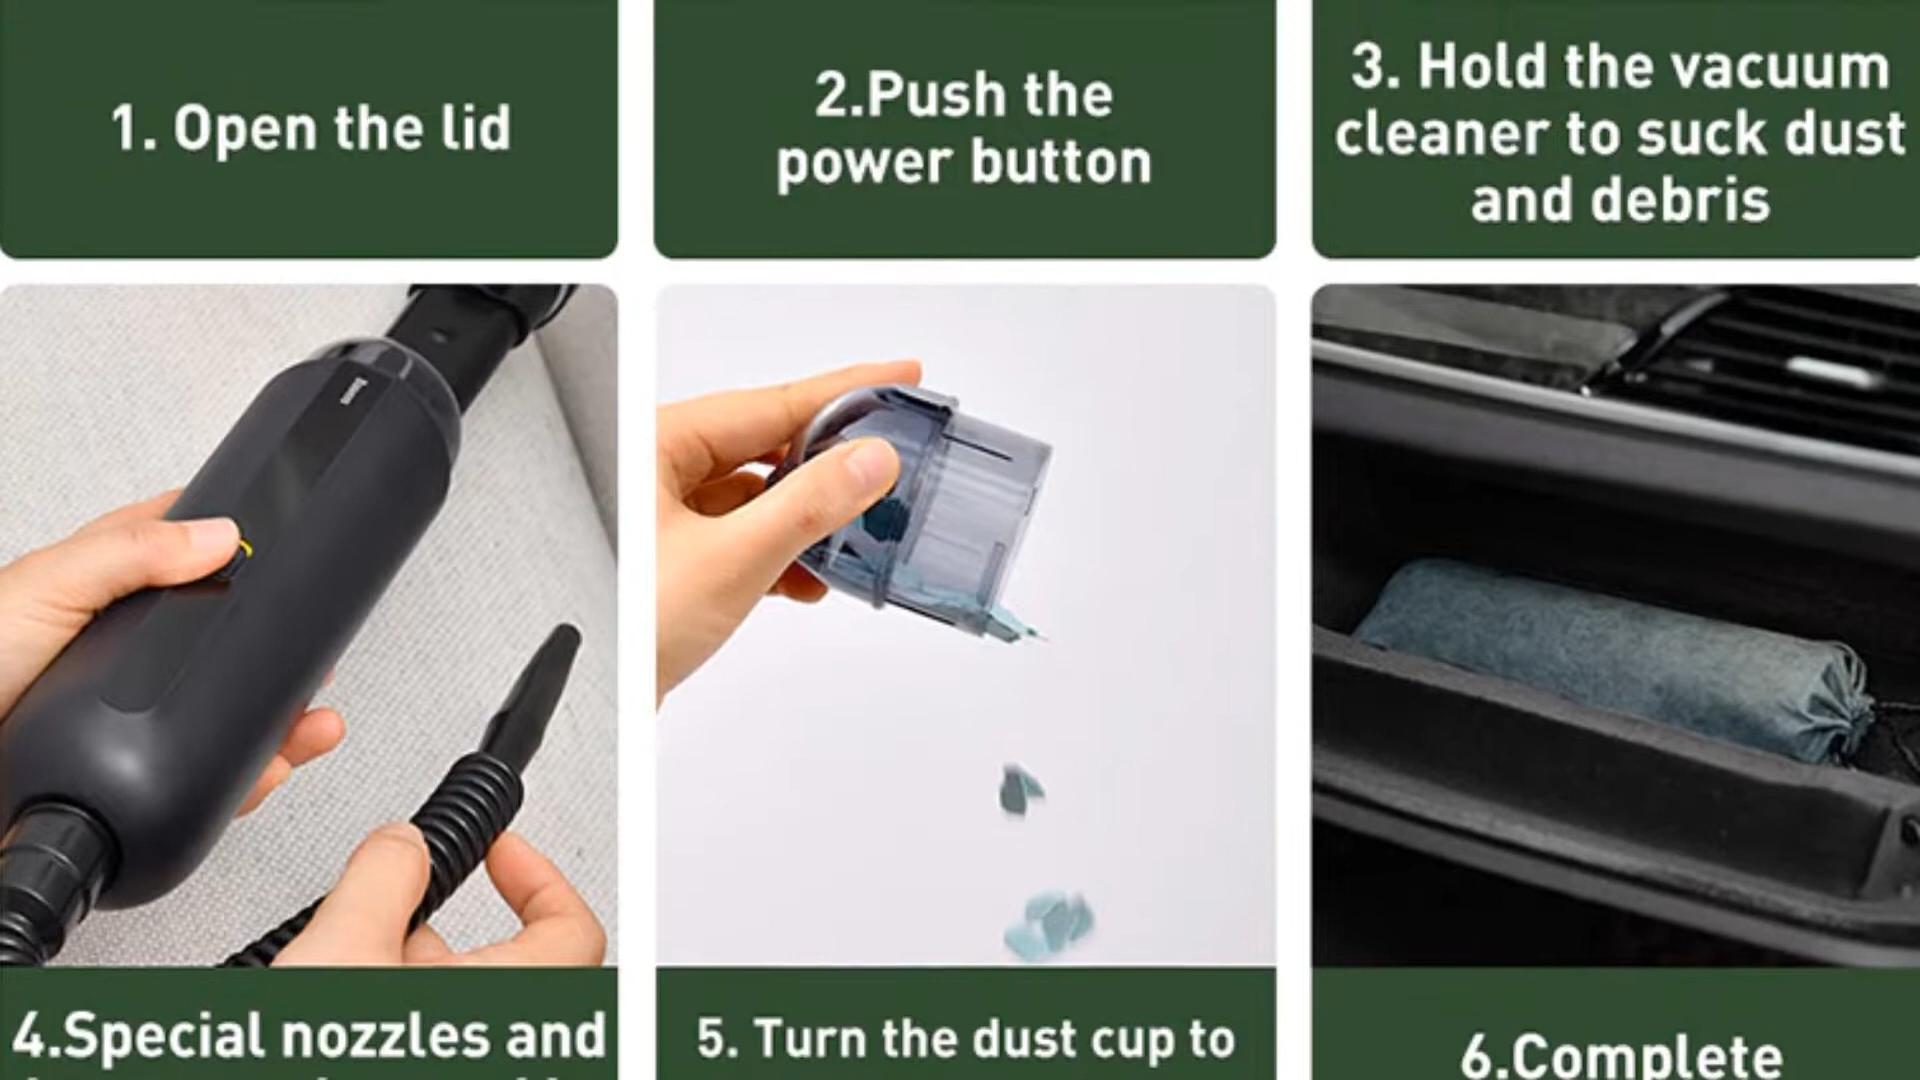 1. Open the lid
2.Push the
power button
3. Hold the vacuum
cleaner to suck dust
and debris
4.Special nozzles and
5. Turn the dust cup to
6.Complete